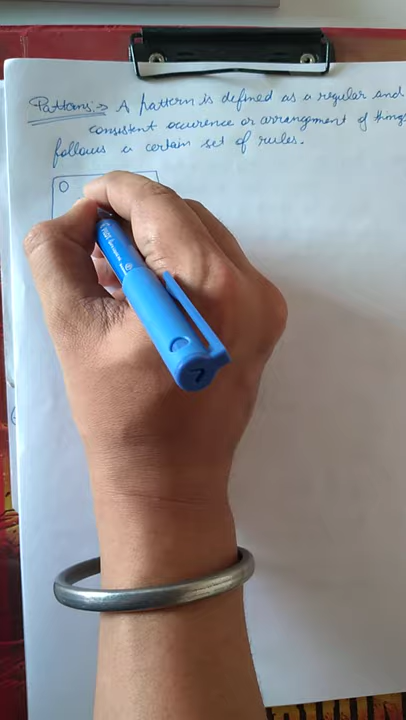 Patterns:→ A pattern is defined as a regular and
consistent occurence or arrangement of things
follows a certain set of rules.